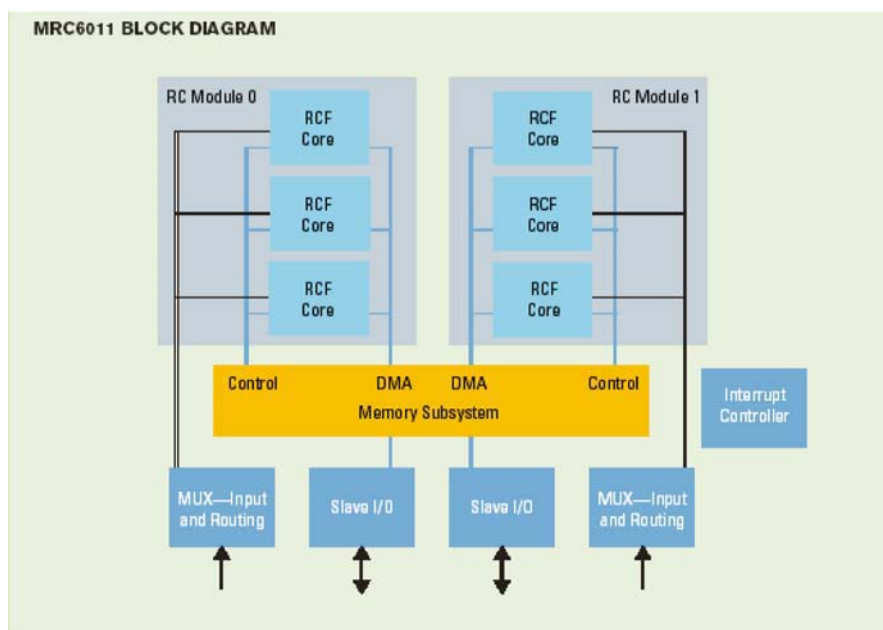 MRC6011 BLOCK DIAGRAM
RC Module 0
RCF
Core
RCF
Core
RCF
Core
RC Module 1
RCF
Core
RCF
Core
RCF
Core
Control
DMA
DMA
Control
Memory Subsystem
Interrupt
Controller
MUX—Input
and Routing
Slave I/O
Slave I/O
MUX—Input
and Routing